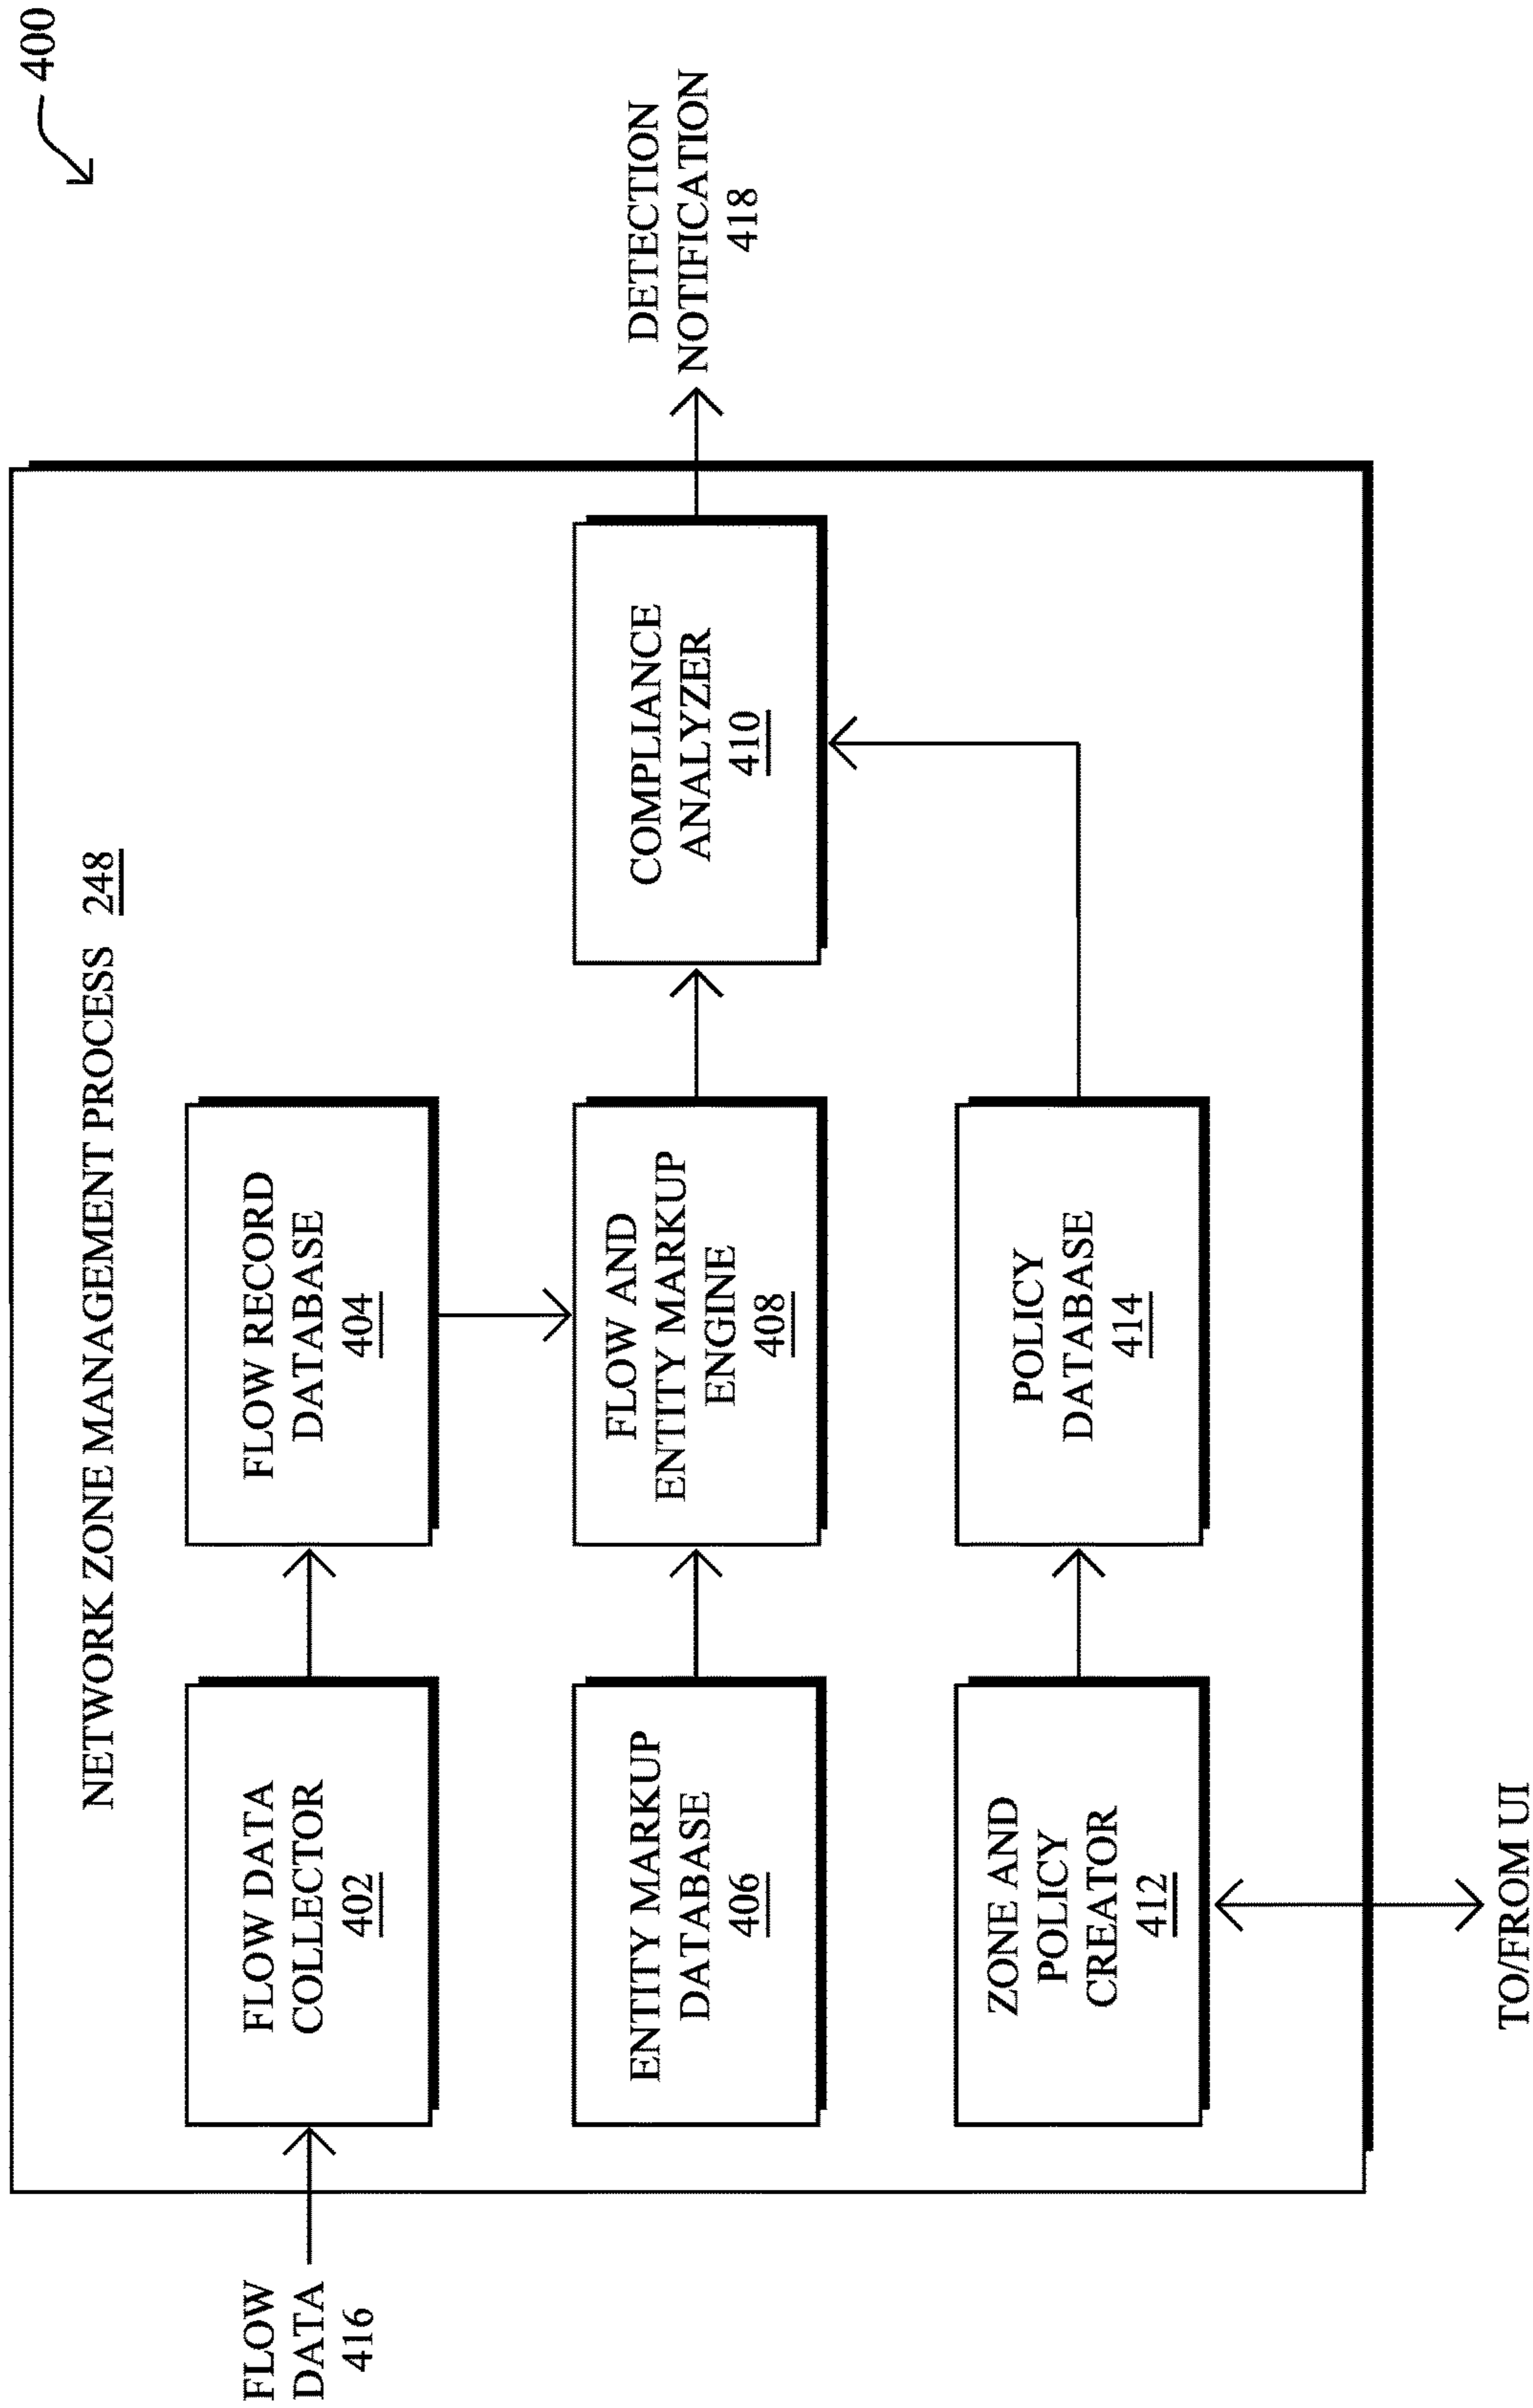 400
NETWORK ZONE MANAGEMENT PROCESS 248
FLOW
DATA
416
FLOW DATA
COLLECTOR
402
FLOW RECORD
DATABASE
404
ENTITY MARKUP
DATABASE
406
FLOW AND
ENTITY MARKUP
ENGINE
408
COMPLIANCE
ANALYZER
410
DETECTION
NOTIFICATION
418
ZONE AND
POLICY
CREATOR
412
POLICY
DATABASE
414
TO/FROM UI